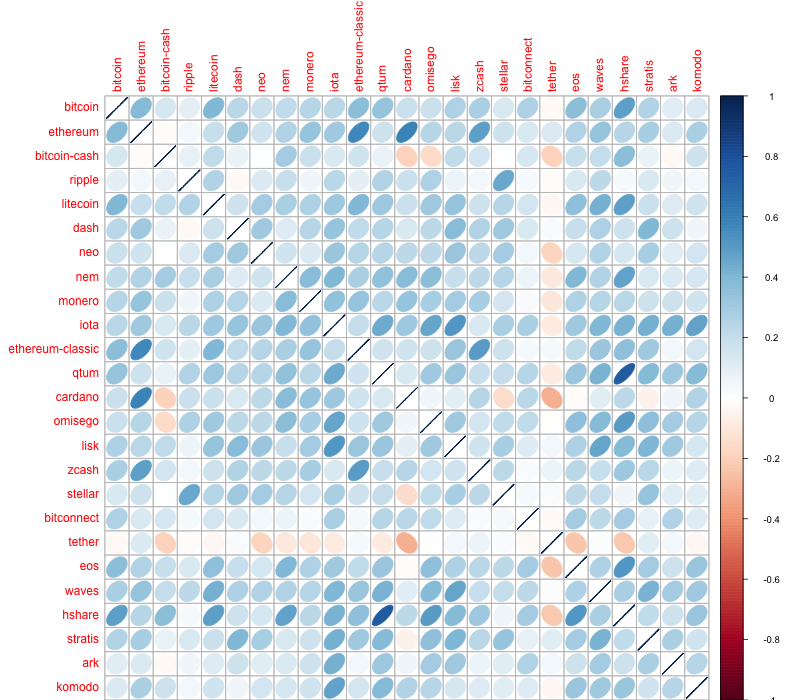 bitcoin
ethereum
bitcoin-cash
ripple
litecoin
dash
neo
nem
monero
iota
ethereum-classic
qtum
cardano
omisego
lisk
zcash
stellar
bitconnect
tether
eos
waves
hshare
stratis
ark
komodo
bitcoin
ethereum
bitcoin-cash
ripple
litecoin
dash
neo
nem
monero
iota
ethereum-classic
qtum
cardano
omisego
lisk
zcash
stellar
bitconnect
tether
eos
waves
hshare
stratis
ark
komodo
1
0.8
0.6
0.4
0.2
0
-0.2
-0.4
-0.6
-0.8